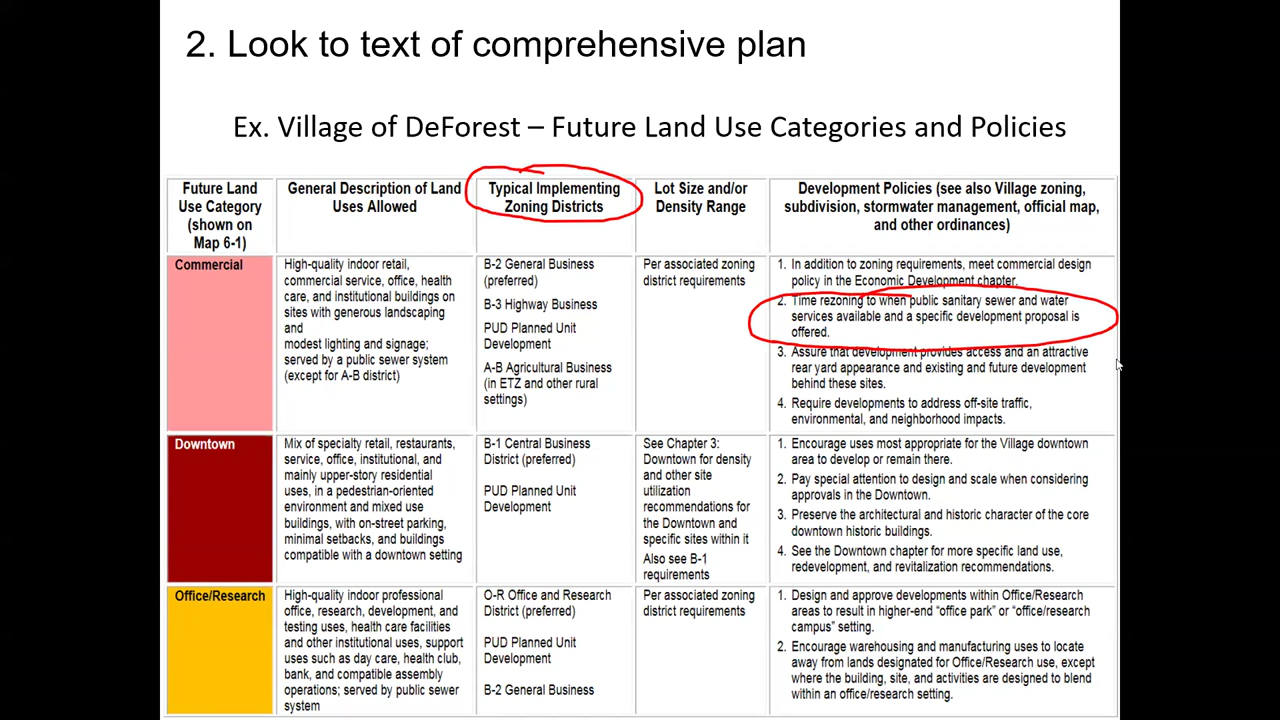 2. Look to text of comprehensive plan
Ex. Village of DeForest – Future Land Use Categories and Policies
Future Land
Use Category
(shown on
Map 6-1)
General Description of Land
Uses Allowed
Typical Implementing
Zoning Districts
Lot Size and/or
Density Range
Development Policies (see also Village zoning,
subdivision, stormwater management, official map,
and other ordinances)
Commercial
High-quality indoor retail,
commercial service, office, health
care, and institutional buildings on
sites with generous landscaping
and
modest lighting and signage;
served by a public sewer system
(except for A-B district)
B-2 General Business
(preferred)
B-3 Highway Business
PUD Planned Unit
Development
A-B Agricultural Business
(in ETZ and other rural
settings)
Per associated zoning
district requirements
1. In addition to zoning requirements, meet commercial design
policy in the Economic Development chapter.
2. Time rezoning to when public sanitary sewer and water
services available and a specific development proposal is
offered.
3. Assure that development provides access and an attractive
rear yard appearance and existing and future development
behind these sites.
4. Require developments to address off-site traffic,
environmental, and neighborhood impacts.
Downtown
Mix of specialty retail, restaurants,
service, office, institutional, and
mainly upper-story residential
uses, in a pedestrian-oriented
environment and mixed use
buildings, with on-street parking,
minimal setbacks, and buildings
compatible with a downtown setting
B-1 Central Business
District (preferred)
PUD Planned Unit
Development
See Chapter 3:
Downtown for density
and other site
utilization
recommendations for
the Downtown and
specific sites within it
Also see B-1
requirements
1. Encourage uses most appropriate for the Village downtown
area to develop or remain there.
2. Pay special attention to design and scale when considering
approvals in the Downtown.
3. Preserve the architectural and historic character of the core
downtown historic buildings.
4. See the Downtown chapter for more specific land use,
redevelopment, and revitalization recommendations.
Office/Research
High-quality indoor professional
office, research, development, and
testing uses, health care facilities
and other institutional uses, support
uses such as day care, health club,
bank, and compatible assembly
operations; served by public sewer
system
O-R Office and Research
District (preferred)
PUD Planned Unit
Development
B-2 General Business
Per associated zoning
district requirements
1. Design and approve developments within Office/Research
areas to result in higher-end “office park” or “office/research
campus” setting.
2. Encourage warehousing and manufacturing uses to locate
away from lands designated for Office/Research use, except
where the building, site, and activities are designed to blend
within an office/research setting.